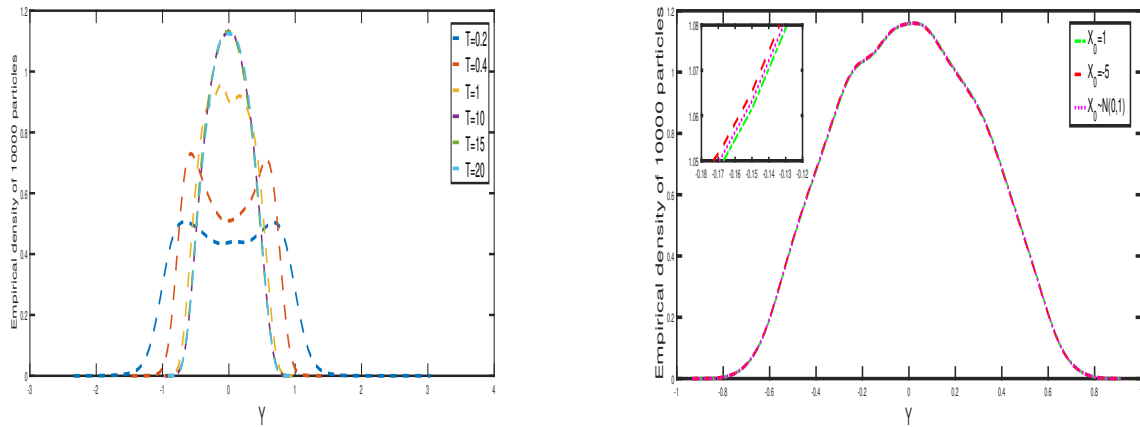 Empirical density of 10000 particles
1.2
1
0.8
0.6
0.4
0.2
0
-3 -2 -1 0 1 2 3 4
Y
T=0.2
T=0.4
T=1
T=10
T=15
T=20
Empirical density of 10000 particles
1.2
1
0.8
0.6
0.4
0.2
0
-1 -0.8 -0.6 -0.4 -0.2 0 0.2 0.4 0.6 0.8
Y
1.08
1.07
1.06
1.05
-0.18 -0.17 -0.16 -0.15 -0.14 -0.13 -0.12
X_0=1
X_0=-5
X_0~N(0,1)